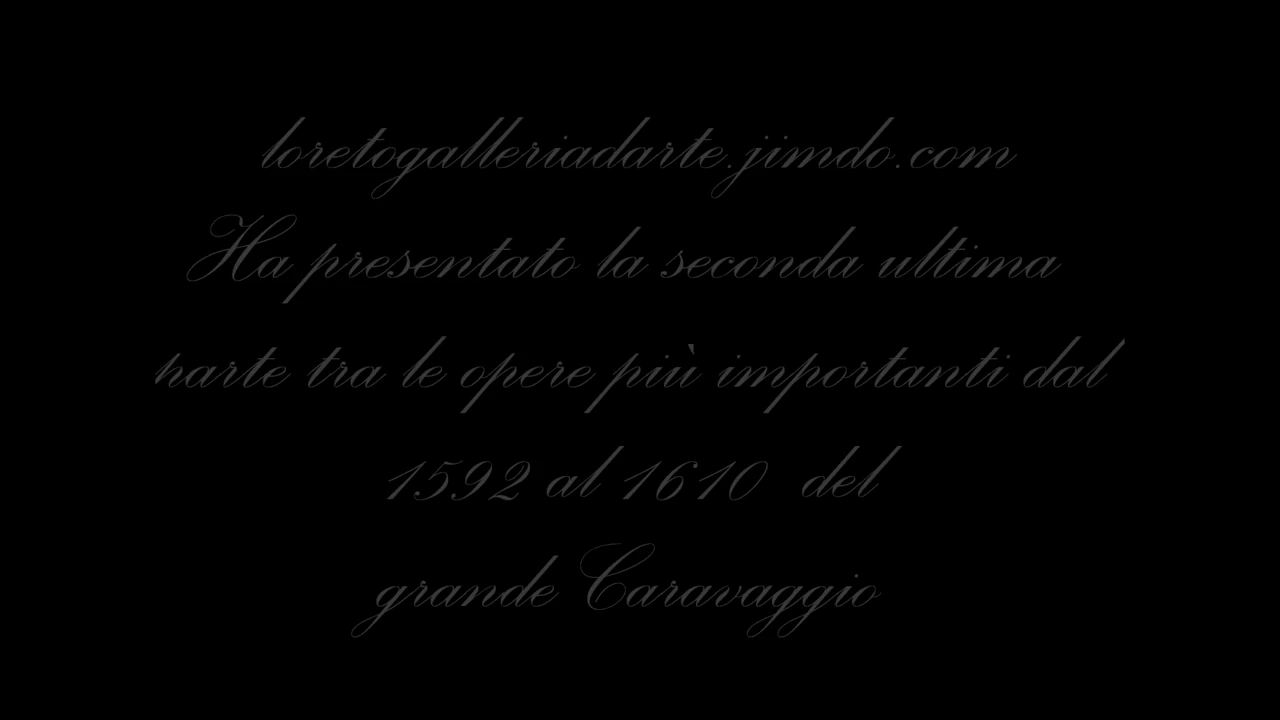 loretogalleriadarte.jimdo.com
Ha presentato la seconda ultima
parte tra le opere più importanti dal
1592 al 1610 del
grande Caravaggio